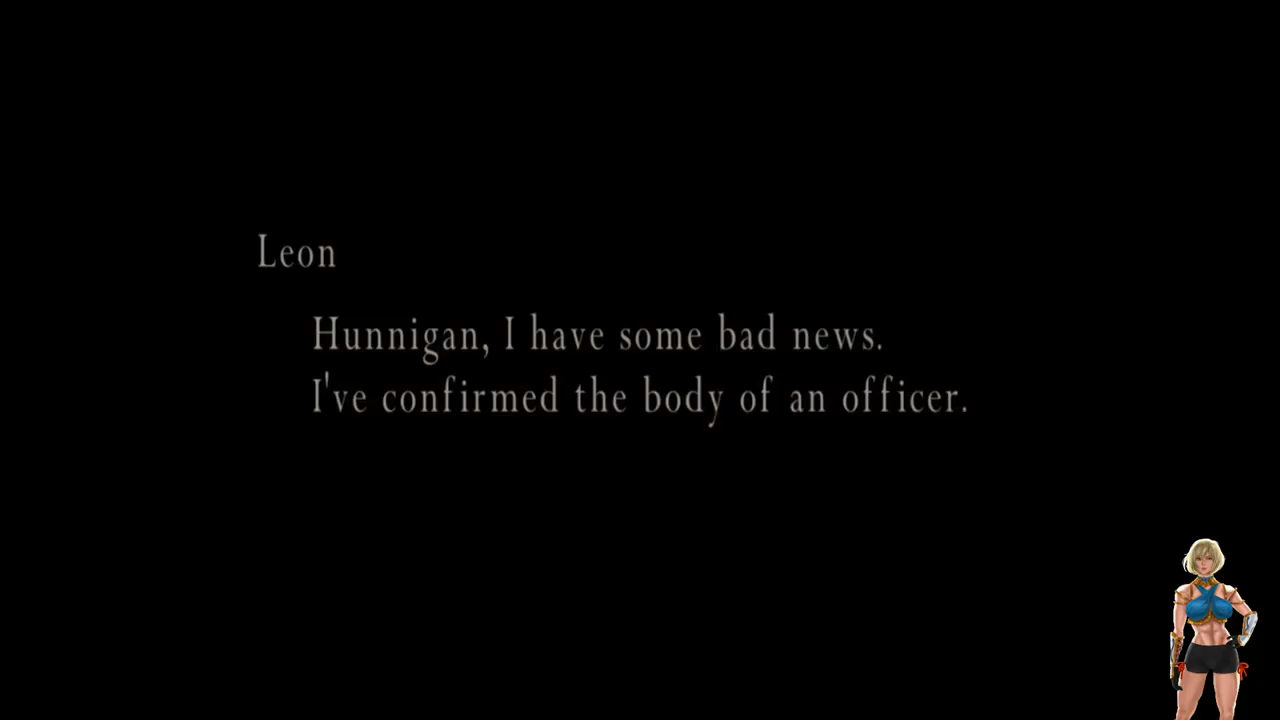 Leon
Hunnigan, I have some bad news.
I've confirmed the body of an officer.